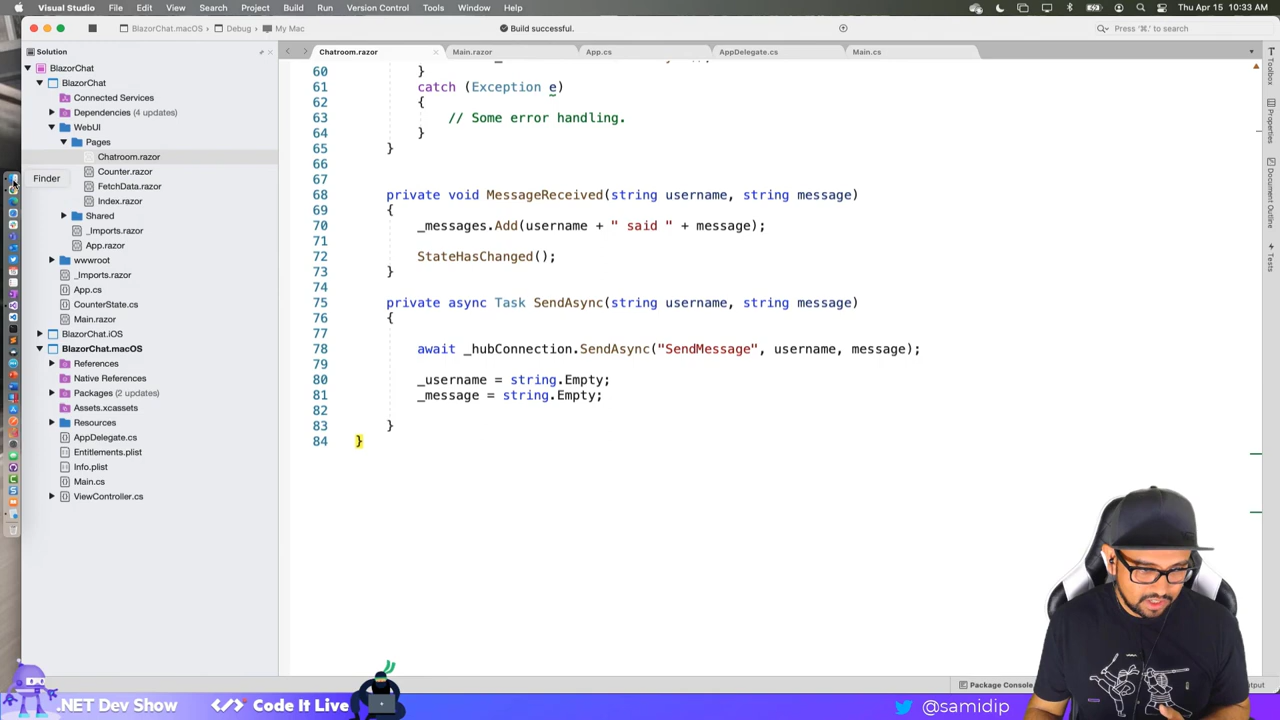 Visual Studio File Edit View Search Project Build Run Version Control Tools Window Help Thu Apr 15 10:33 AM
BlazorChat.macOS Debug My Mac Build successful. Press '⌘.' to search
Solution
Chatroom.razor Main.razor App.cs AppDelegate.cs Main.cs
BlazorChat
BlazorChat
Connected Services
Dependencies (4 updates)
WebUI
Pages
Chatroom.razor
Finder
Counter.razor
FetchData.razor
Index.razor
Shared
_Imports.razor
App.razor
wwwroot
_Imports.razor
App.cs
CounterState.cs
Main.razor
BlazorChat.iOS
BlazorChat.macOS
References
Native References
Packages (2 updates)
Assets.xcassets
Resources
AppDelegate.cs
Entitlements.plist
Info.plist
Main.cs
ViewController.cs
60 }
61 catch (Exception e)
62 {
63 // Some error handling.
64 }
65 }
66
67
68 private void MessageReceived(string username, string message)
69 {
70 _messages.Add(username + " said " + message);
71
72 StateHasChanged();
73 }
74
75 private async Task SendAsync(string username, string message)
76 {
77
78 await _hubConnection.SendAsync("SendMessage", username, message);
79
80 _username = string.Empty;
81 _message = string.Empty;
82
83 }
84 }
Toolbox
Properties
Document Outline
Tests
Package Console
.NET Dev Show </> Code It Live @samidip